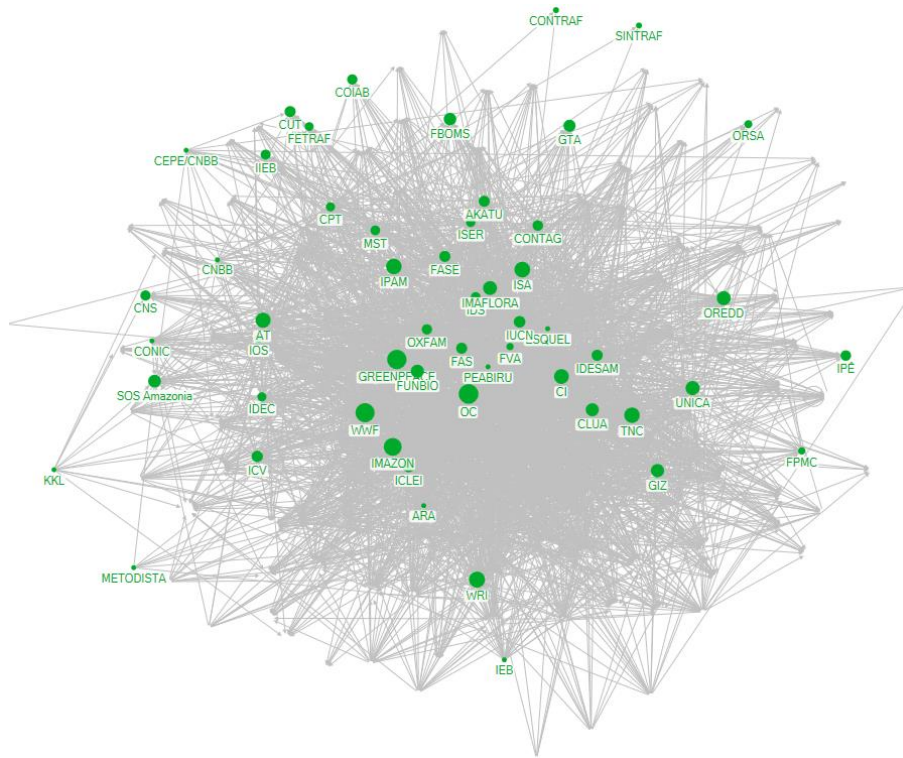 CONTRAF
SINTRAF
COIAB
CUT
FETRAF
FBOMS
GTA
ORSA
CEPE/CNBB
IIEB
CPT
AKATU
ISER
MST
CONTAG
CNBB
FASE
IPAM
ISA
IMAFLORA
IDS
CNS
OREDD
AT
IOS
IUCN
OXFAM
CONIC
FAS
FVA
IDESAM
IPÊ
GREENPEACE
FUNBIO
PEABIRU
SOS Amazonia
CI
UNICA
IDEC
OC
CLUA
TNC
WWF
IMAZON
ICV
ICLEI
FPMC
KKL
GIZ
ARA
METODISTA
WRI
IEB